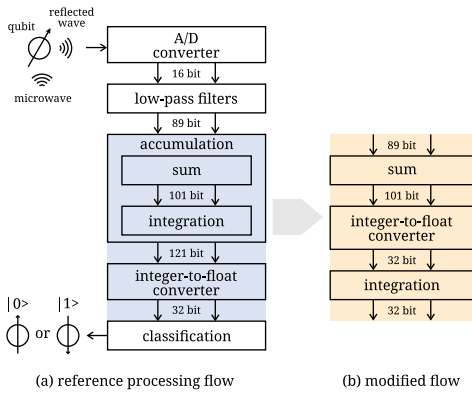 reflected
wave
qubit
microwave
A/D
converter
16 bit
low-pass filters
89 bit
accumulation
sum
101 bit
integration
121 bit
integer-to-float
converter
32 bit
classification
|0> or |1>
(a) reference processing flow
89 bit
sum
101 bit
integer-to-float
converter
32 bit
integration
32 bit
(b) modified flow